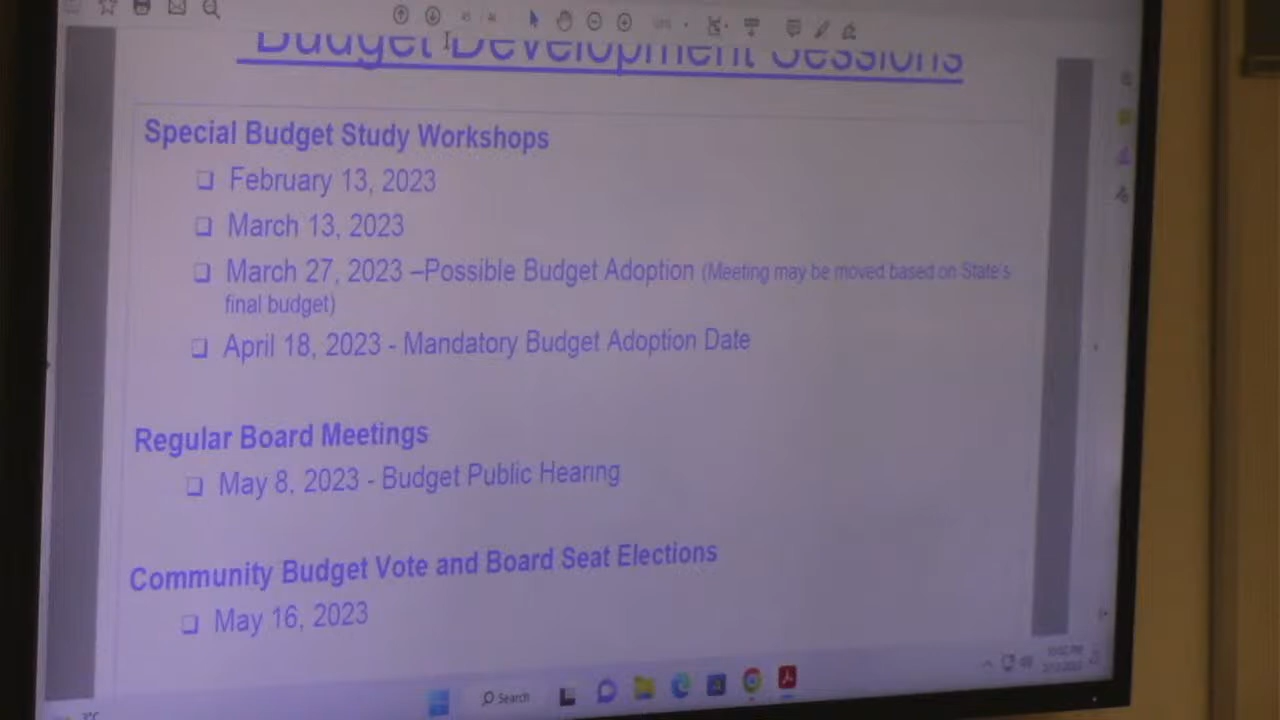 Budget Development Sessions
Special Budget Study Workshops
February 13, 2023
March 13, 2023
March 27, 2023 –Possible Budget Adoption (Meeting may be moved based on State's
final budget)
April 18, 2023 - Mandatory Budget Adoption Date
Regular Board Meetings
May 8, 2023 - Budget Public Hearing
Community Budget Vote and Board Seat Elections
May 16, 2023
Search